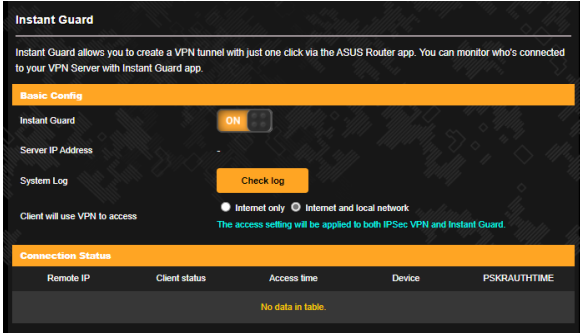 Instant Guard
Instant Guard allows you to create a VPN tunnel with just one click via the ASUS Router app. You can monitor who's connected
to your VPN Server with Instant Guard app.
Basic Config
Instant Guard ON
Server IP Address -
System Log Check log
Client will use VPN to access Internet only Internet and local network
The access setting will be applied to both IPSec VPN and Instant Guard.
Connection Status
Remote IP Client status Access time Device PSKRAUTHTIME
No data in table.